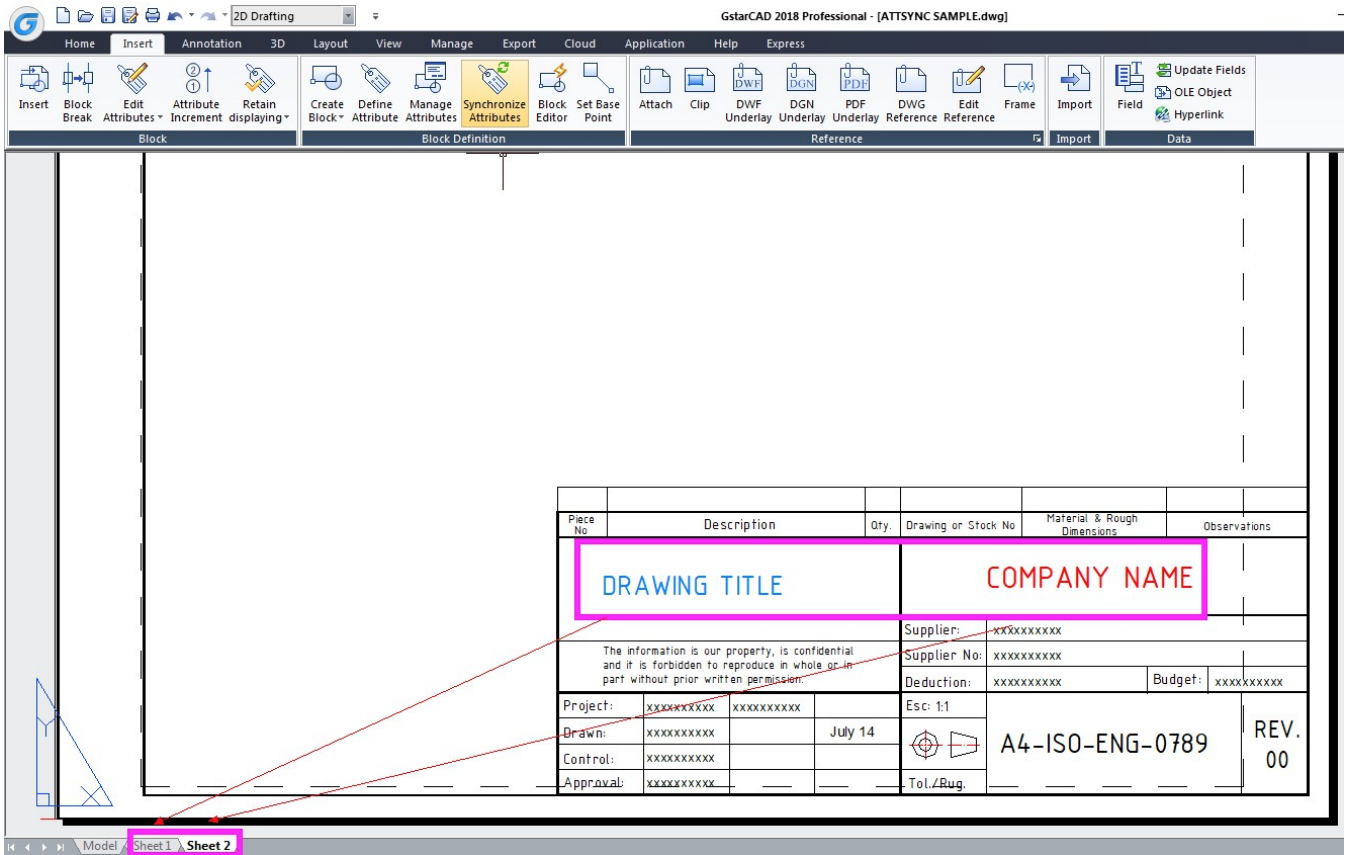 2D Drafting
GstarCAD 2018 Professional - [ATTSYNC SAMPLE.dwg]
Home Insert Annotation 3D Layout View Manage Export Cloud Application Help Express
Insert
Block Break
Edit Attributes
Attribute Increment
Retain displaying
Block
Create Block
Define Attribute
Manage Attributes
Synchronize Attributes
Block Editor
Set Base Point
Block Definition
Attach
Clip
DWF
DWF Underlay
DGN
DGN Underlay
PDF
PDF Underlay
DWG Reference
Edit Reference
(X)
Frame
Reference
Import
Import
Field
Update Fields
OLE Object
Hyperlink
Data
Piece No
Description
Qty.
Drawing or Stock No
Material & Rough Dimensions
Observations
DRAWING TITLE
COMPANY NAME
The information is our property, is confidential
and it is forbidden to reproduce in whole or in
part without prior written permission.
Supplier: xxxxxxxxxx
Supplier No: xxxxxxxxxx
Deduction: xxxxxxxxxx Budget: xxxxxxxxxx
Project: xxxxxxxxxx xxxxxxxxxx
Drawn: xxxxxxxxxx July 14
Control: xxxxxxxxxx
Approval: xxxxxxxxxx
Esc: 1:1
Tol./Rug.
A4-ISO-ENG-0789
REV.
00
Y
X
Model Sheet 1 Sheet 2